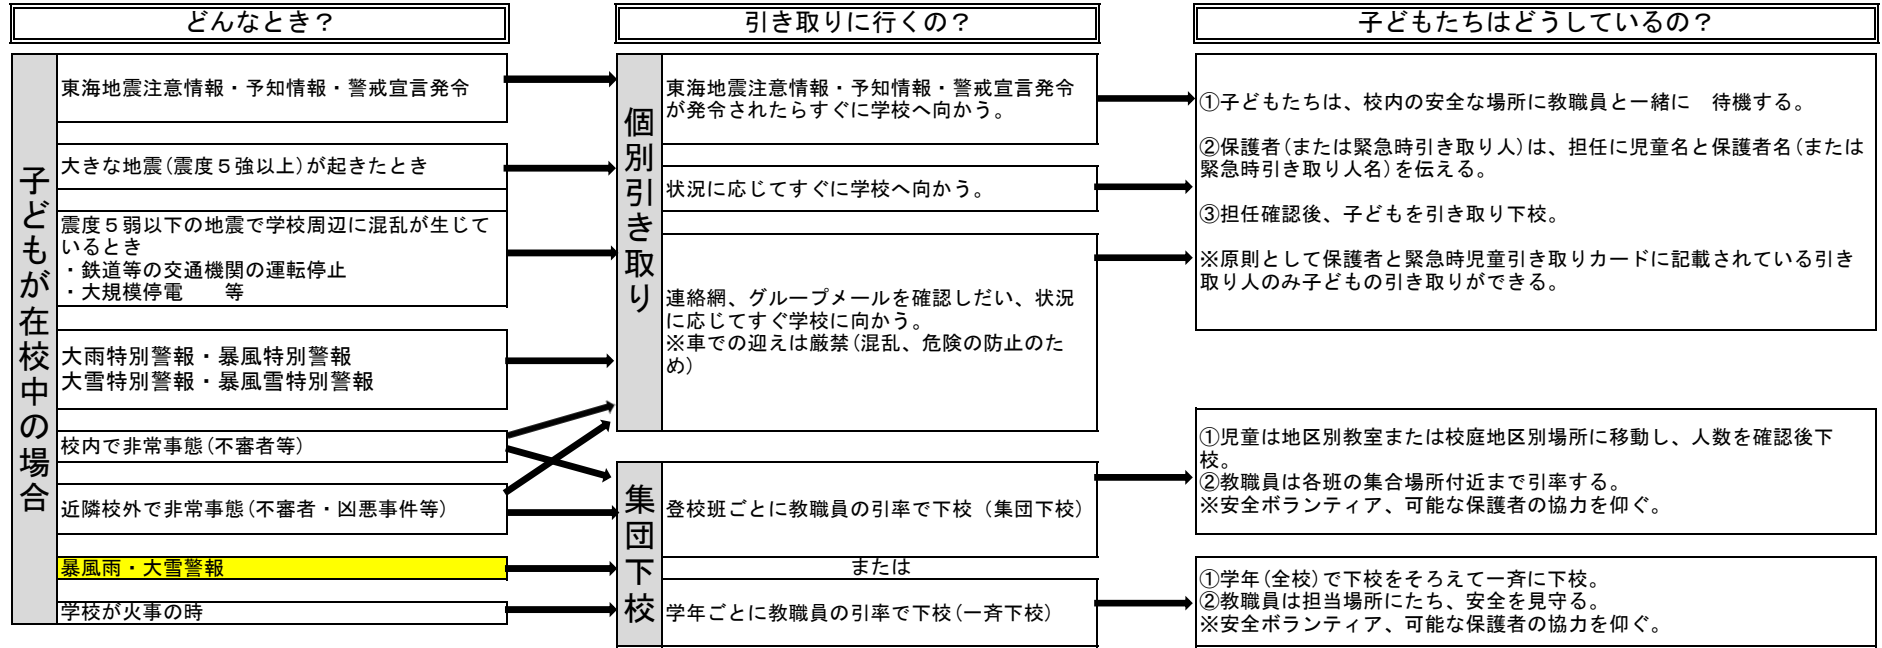 どんなとき？
引き取りに行くの？
子どもたちはどうしているの？
子どもが在校中の場合
東海地震注意情報・予知情報・警戒宣言発令
大きな地震(震度５強以上)が起きたとき
震度５弱以下の地震で学校周辺に混乱が生じて
いるとき
・鉄道等の交通機関の運転停止
・大規模停電　　等
大雨特別警報・暴風特別警報
大雪特別警報・暴風雪特別警報
校内で非常事態(不審者等)
近隣校外で非常事態(不審者・凶悪事件等)
暴風雨・大雪警報
学校が火事の時
個別引き取り
東海地震注意情報・予知情報・警戒宣言発令
が発令されたらすぐに学校へ向かう。
状況に応じてすぐに学校へ向かう。
連絡網、グループメールを確認しだい、状況
に応じてすぐ学校に向かう。
※車での迎えは厳禁(混乱、危険の防止のた
め)
集団下校
登校班ごとに教職員の引率で下校（集団下校）
または
学年ごとに教職員の引率で下校(一斉下校)
①子どもたちは、校内の安全な場所に教職員と一緒に　待機する。
②保護者(または緊急時引き取り人)は、担任に児童名と保護者名(または
緊急時引き取り人名)を伝える。
③担任確認後、子どもを引き取り下校。
※原則として保護者と緊急時児童引き取りカードに記載されている引き
取り人のみ子どもの引き取りができる。
①児童は地区別教室または校庭地区別場所に移動し、人数を確認後下
校。
②教職員は各班の集合場所付近まで引率する。
※安全ボランティア、可能な保護者の協力を仰ぐ。
①学年(全校)で下校をそろえて一斉に下校。
②教職員は担当場所にたち、安全を見守る。
※安全ボランティア、可能な保護者の協力を仰ぐ。